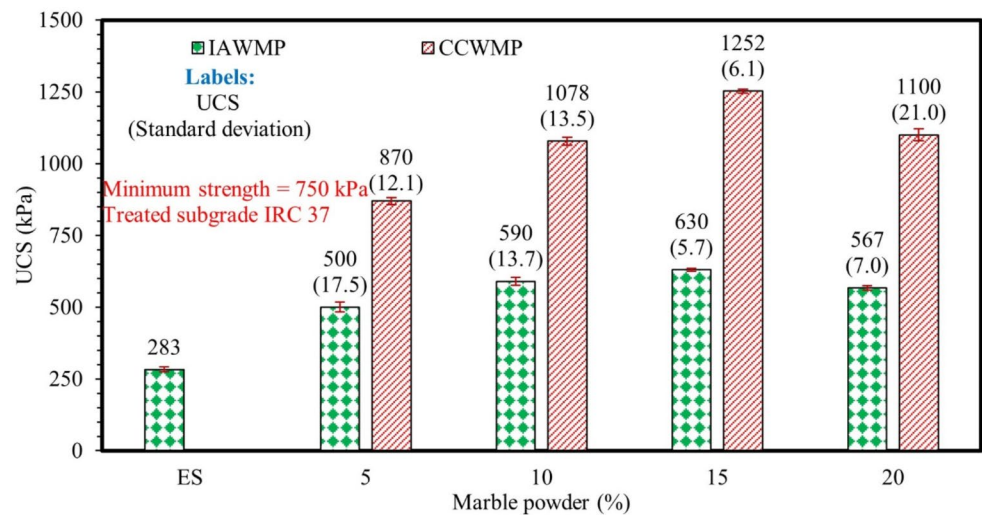 1500
1250
1000
750
500
250
0
UCS (kPa)
IAWMP
CCWMP
Labels:
UCS
(Standard deviation)
Minimum strength = 750 kPa
Treated subgrade IRC 37
283
500
(17.5)
870
(12.1)
590
(13.7)
1078
(13.5)
630
(5.7)
1252
(6.1)
567
(7.0)
1100
(21.0)
ES
5
10
15
20
Marble powder (%)